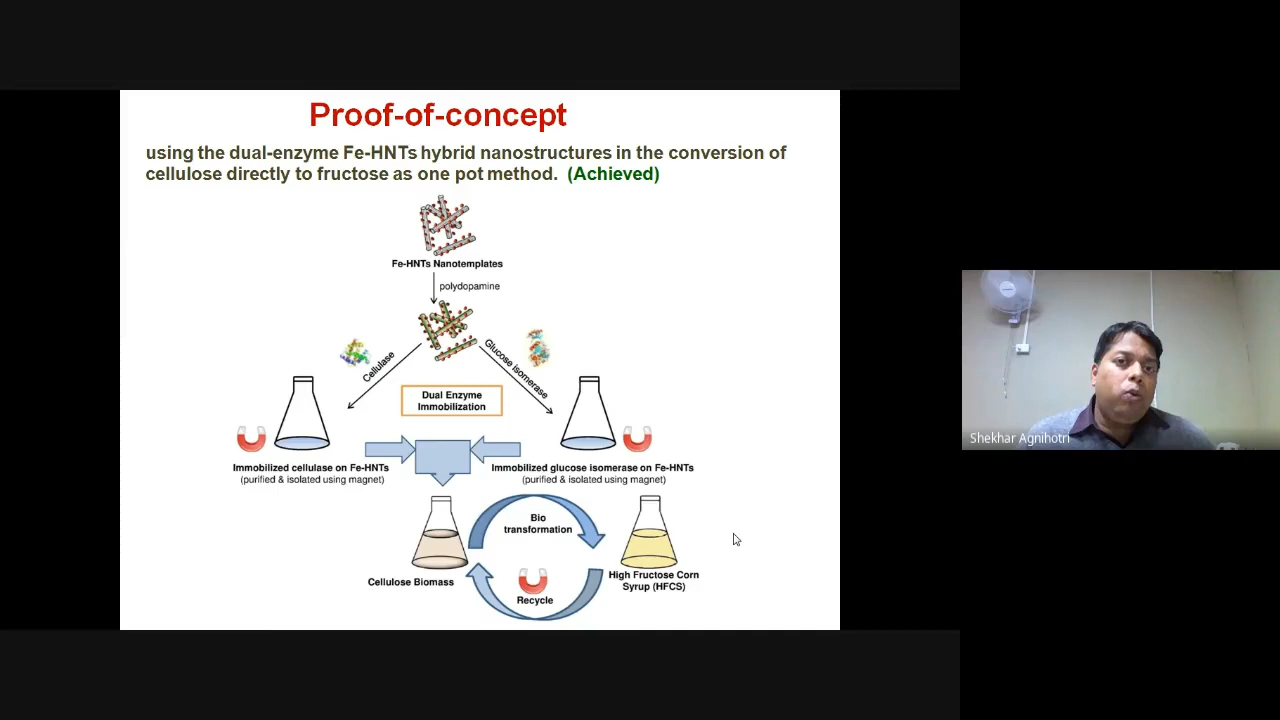 Proof-of-concept
using the dual-enzyme Fe-HNTs hybrid nanostructures in the conversion of
cellulose directly to fructose as one pot method. (Achieved)
Fe-HNTs Nanotemplates
polydopamine
Cellulase
Glucose isomerase
Dual Enzyme
Immobilization
Immobilized cellulase on Fe-HNTs
(purified & isolated using magnet)
Immobilized glucose isomerase on Fe-HNTs
(purified & isolated using magnet)
Bio
transformation
Cellulose Biomass
High Fructose Corn
Syrup (HFCS)
Recycle
Shekhar Agnihotri